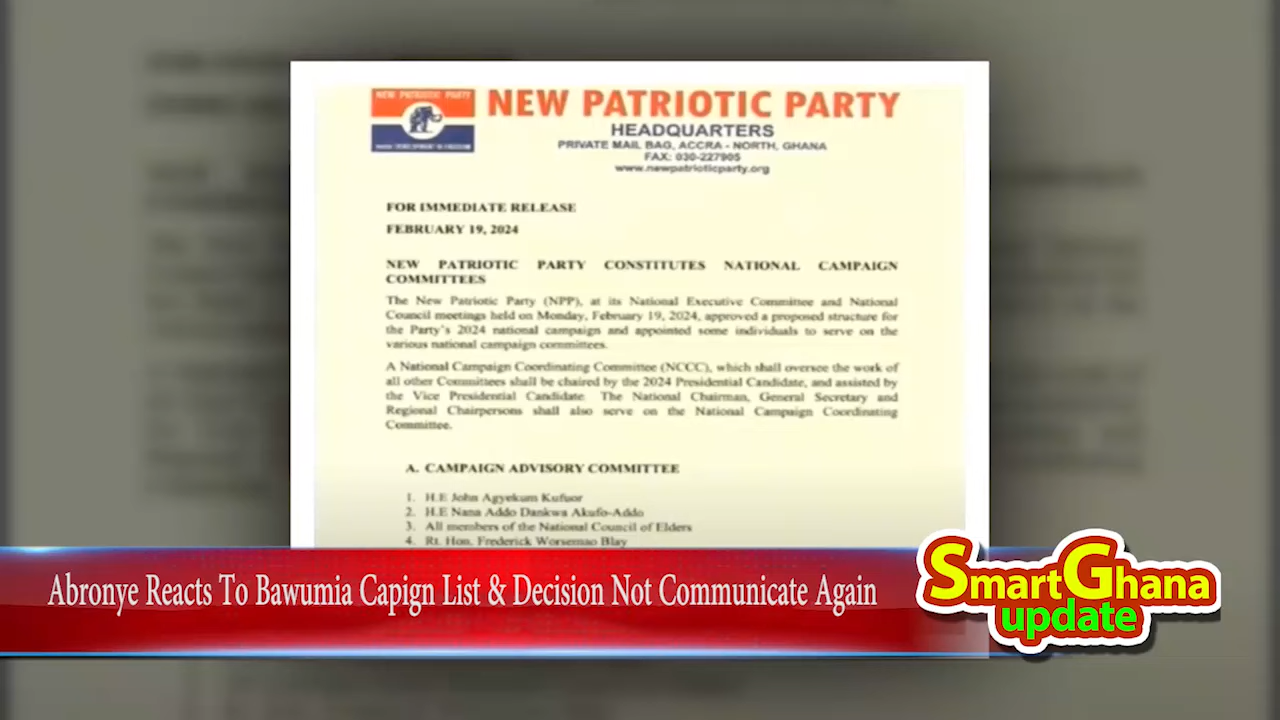 NEW PATRIOTIC PARTY
NEW PATRIOTIC PARTY
HEADQUARTERS
PRIVATE MAIL BAG, ACCRA - NORTH, GHANA
FAX: 030-227905
www.newpatrioticparty.org
FOR IMMEDIATE RELEASE
FEBRUARY 19, 2024
NEW PATRIOTIC PARTY CONSTITUTES NATIONAL CAMPAIGN
COMMITTEES
The New Patriotic Party (NPP), at its National Executive Committee and National
Council meetings held on Monday, February 19, 2024, approved a proposed structure for
the Party's 2024 national campaign and appointed some individuals to serve on the
various national campaign committees.
A National Campaign Coordinating Committee (NCCC), which shall oversee the work of
all other Committees shall be chaired by the 2024 Presidential Candidate, and assisted by
the Vice Presidential Candidate. The National Chairman, General Secretary and
Regional Chairpersons shall also serve on the National Campaign Coordinating
Committee.
A. CAMPAIGN ADVISORY COMMITTEE
1. H.E John Agyekum Kufuor
2. H.E Nana Addo Dankwa Akufo-Addo
3. All members of the National Council of Elders
4. Rt. Hon. Frederick Worsemao Blay
Abronye Reacts To Bawumia Capign List & Decision Not Communicate Again
SmartGhana
update